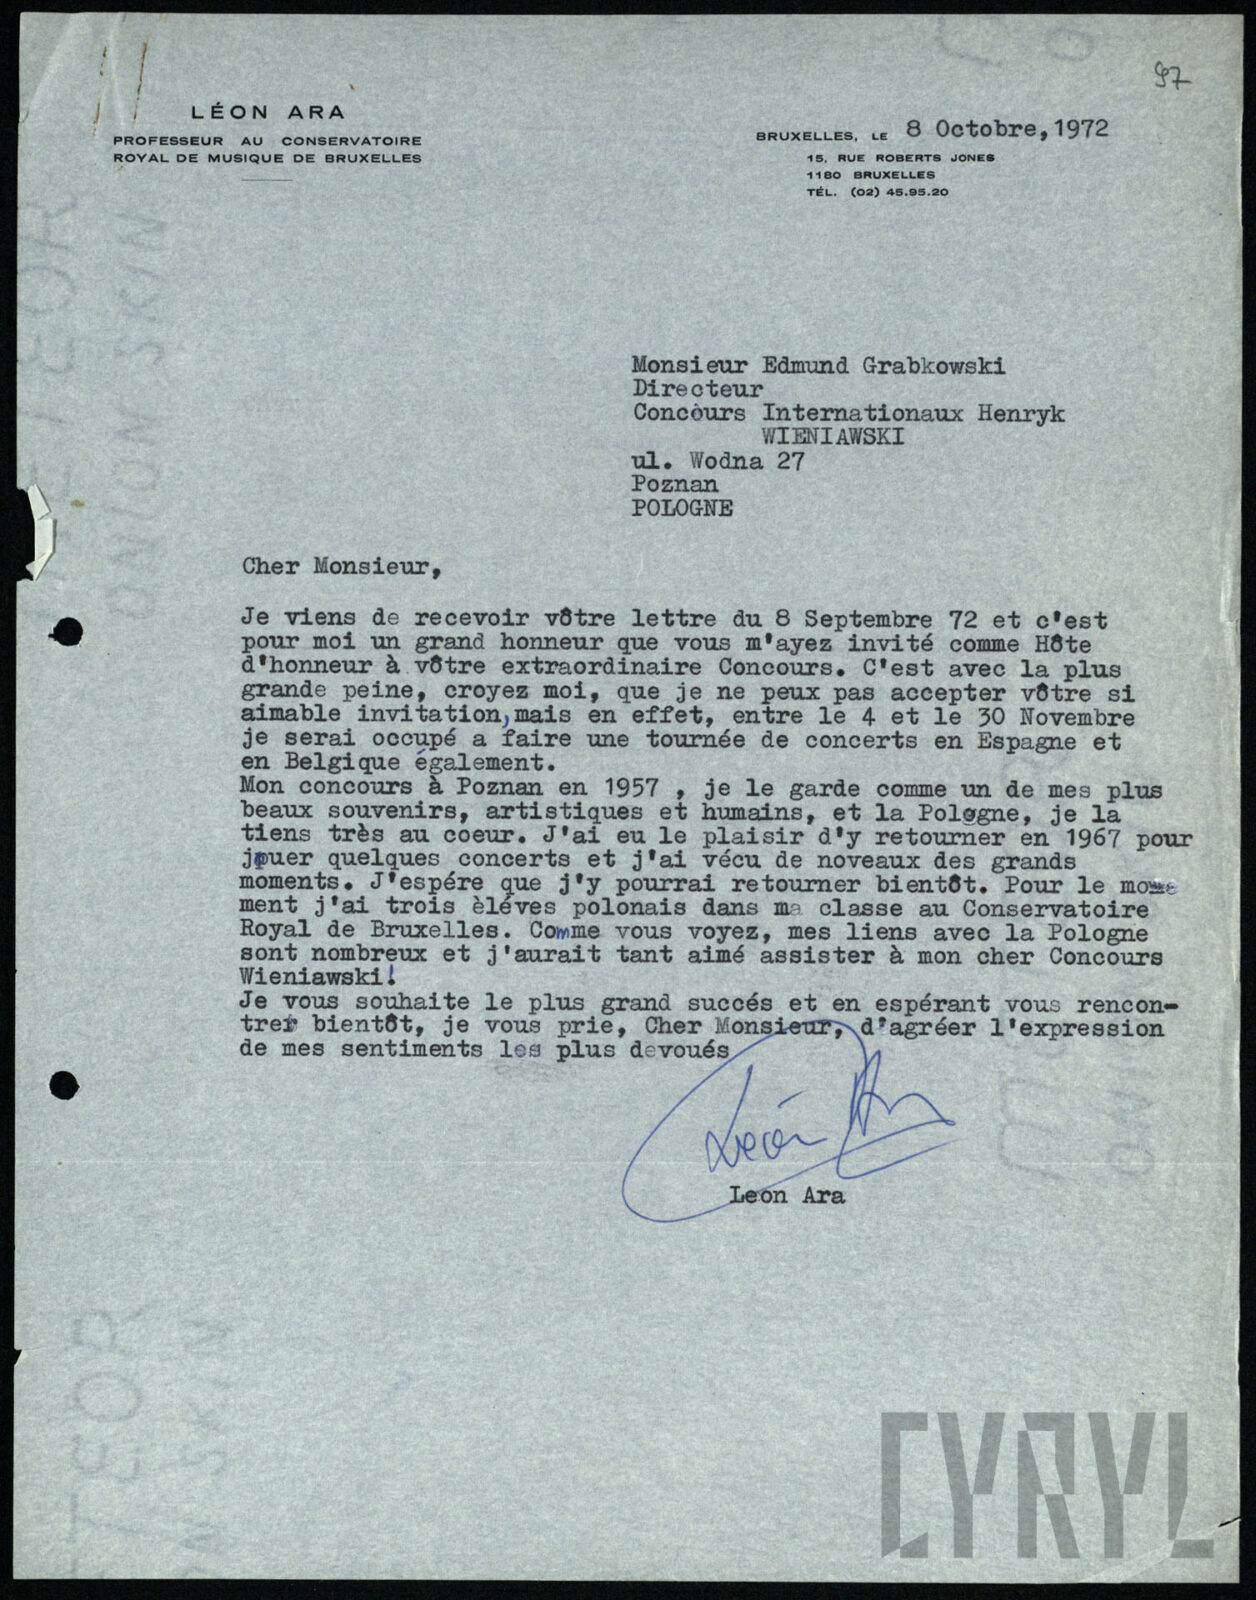 97
LÉON ARA
PROFESSEUR AU CONSERVATOIRE
ROYAL DE MUSIQUE DE BRUXELLES
BRUXELLES, LE 8 Octobre, 1972
15, RUE ROBERTS JONES
1180 BRUXELLES
TÉL. (02) 45.95.20
Monsieur Edmund Grabkowski
Directeur
Concours Internationaux Henryk
WIENIAWSKI
ul. Wodna 27
Poznan
POLOGNE
Cher Monsieur,
Je viens de recevoir vôtre lettre du 8 Septembre 72 et c'est
pour moi un grand honneur que vous m'ayez invité comme Hôte
d'honneur à vôtre extraordinaire Concours. C'est avec la plus
grande peine, croyez moi, que je ne peux pas accepter vôtre si
aimable invitation, mais en effet, entre le 4 et le 30 Novembre
je serai occupé a faire une tournée de concerts en Espagne et
en Belgique également.
Mon concours à Poznan en 1957 , je le garde comme un de mes plus
beaux souvenirs, artistiques et humains, et la Pologne, je la
tiens très au coeur. J'ai eu le plaisir d'y retourner en 1967 pour
jouer quelques concerts et j'ai vécu de noveaux des grands
moments. J'espére que j'y pourrai retourner bientôt. Pour le mo
ment j'ai trois èléves polonais dans ma classe au Conservatoire
Royal de Bruxelles. Comme vous voyez, mes liens avec la Pologne
sont nombreux et j'aurait tant aimé assister à mon cher Concours
Wieniawski!
Je vous souhaite le plus grand succés et en espérant vous rencon-
trer bientôt, je vous prie, Cher Monsieur, d'agréer l'expression
de mes sentiments les plus devoués
León Ara
Leon Ara
CYRYL